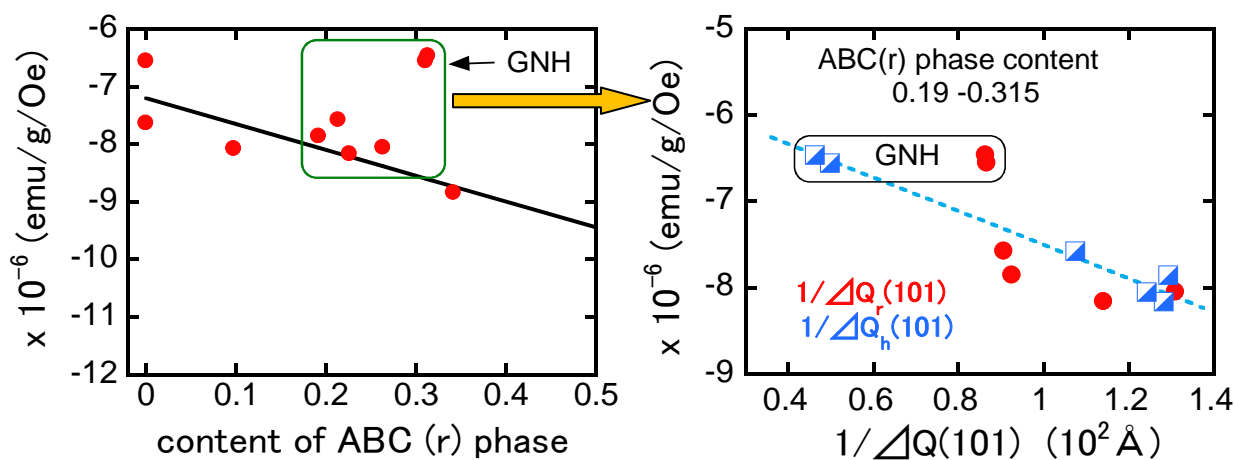 x 10⁻⁶ (emu/g/Oe)
-6
-7
-8
-9
-10
-11
-12
0
0.1
0.2
0.3
0.4
0.5
content of ABC (r) phase
GNH
x 10⁻⁶ (emu/g/Oe)
-5
-6
-7
-8
-9
0.4
0.6
0.8
1
1.2
1.4
1/⊿Q(101) (10² Å)
ABC(r) phase content
0.19 -0.315
GNH
1/⊿Qᵣ(101)
1/⊿Qₕ(101)